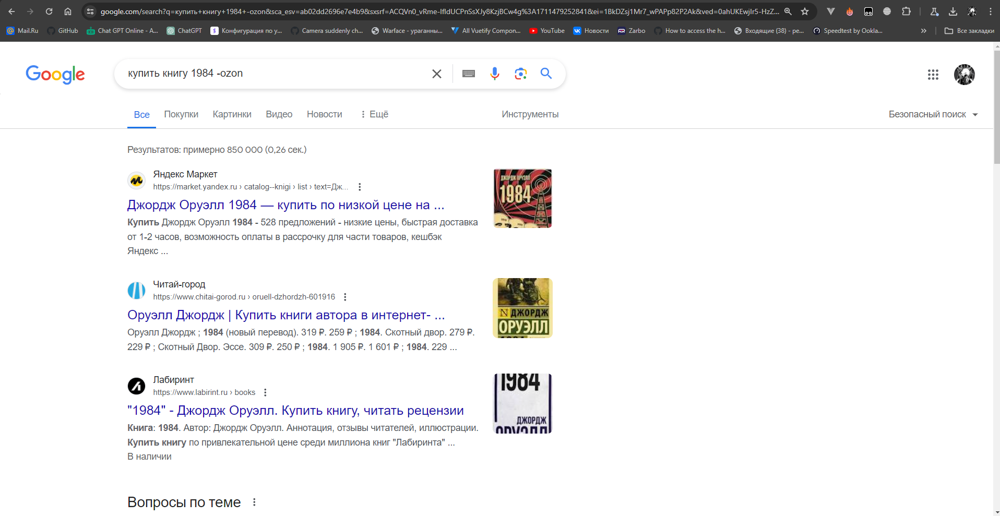 google.com/search?q=купить+книгу+1984+-ozon&sca_esv=ab02dd2696e7e4b9&sxsrf=ACQVn0_vRme-IfldUCPnSsXJy8KzjBCw4g%3A1711479252841&ei=1BkDZsj1Mr7_wPAPp82P2Ak&ved=0ahUKEwjIr5-HzZ...
Mail.Ru GitHub Chat GPT Online - A... ChatGPT Конфигурация по у... Camera suddenly ch... Warface - ураганны... All Vuetify Compon... YouTube Новости Zarbo How to access the h... Входящие (38) - pe... Speedtest by Ookla... » Все закладки
Google
купить книгу 1984 -ozon
Все Покупки Картинки Видео Новости Ещё Инструменты Безопасный поиск
Результатов: примерно 850 000 (0,26 сек.)
Яндекс Маркет
https://market.yandex.ru › catalog--knigi › list › text=Дж...
Джордж Оруэлл 1984 — купить по низкой цене на ...
Купить Джордж Оруэлл 1984 - 528 предложений - низкие цены, быстрая доставка
от 1-2 часов, возможность оплаты в рассрочку для части товаров, кешбэк
Яндекс ...
ДЖОРДЖ ОРУЭЛЛ
1984
Читай-город
https://www.chitai-gorod.ru › oruell-dzhordzh-601916
Оруэлл Джордж | Купить книги автора в интернет- ...
Оруэлл Джордж ; 1984 (новый перевод). 319 ₽. 259 ₽ ; 1984. Скотный двор. 279 ₽.
229 ₽ ; Скотный Двор. Эссе. 309 ₽. 250 ₽ ; 1984. 1 905 ₽. 1 601 ₽ ; 1984. 229 ...
N ДЖОРДЖ
ОРУЭЛЛ
1984
Лабиринт
https://www.labirint.ru › books
"1984" - Джордж Оруэлл. Купить книгу, читать рецензии
Книга: 1984. Автор: Джордж Оруэлл. Аннотация, отзывы читателей, иллюстрации.
Купить книгу по привлекательной цене среди миллиона книг "Лабиринта" ...
В наличии
1984
ДЖОРДЖ
ОРУЭЛЛ
Вопросы по теме